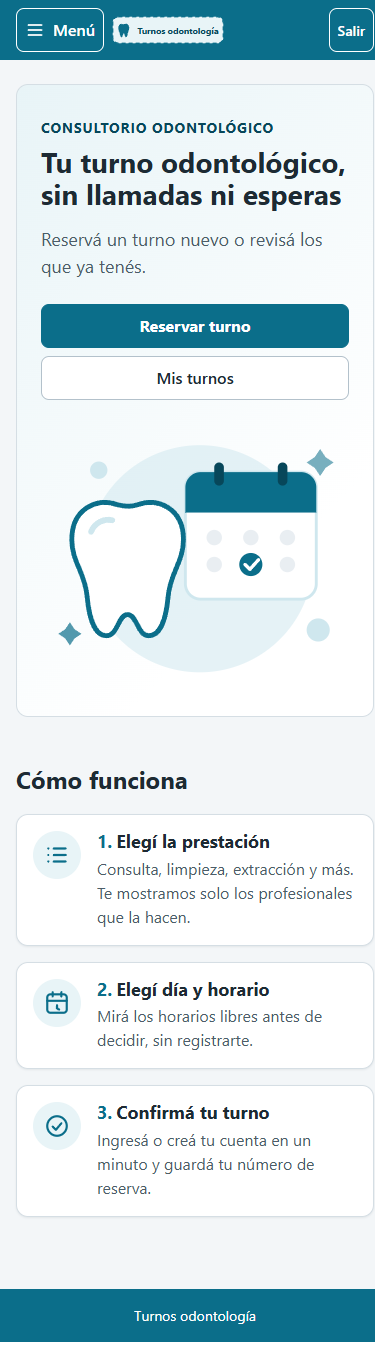 Menú
Turnos odontología
Salir
CONSULTORIO ODONTOLÓGICO
Tu turno odontológico,
sin llamadas ni esperas
Reservá un turno nuevo o revisá los
que ya tenés.
Reservar turno
Mis turnos
Cómo funciona
1. Elegí la prestación
Consulta, limpieza, extracción y más.
Te mostramos solo los profesionales
que la hacen.
2. Elegí día y horario
Mirá los horarios libres antes de
decidir, sin registrarte.
3. Confirmá tu turno
Ingresá o creá tu cuenta en un
minuto y guardá tu número de
reserva.
Turnos odontología